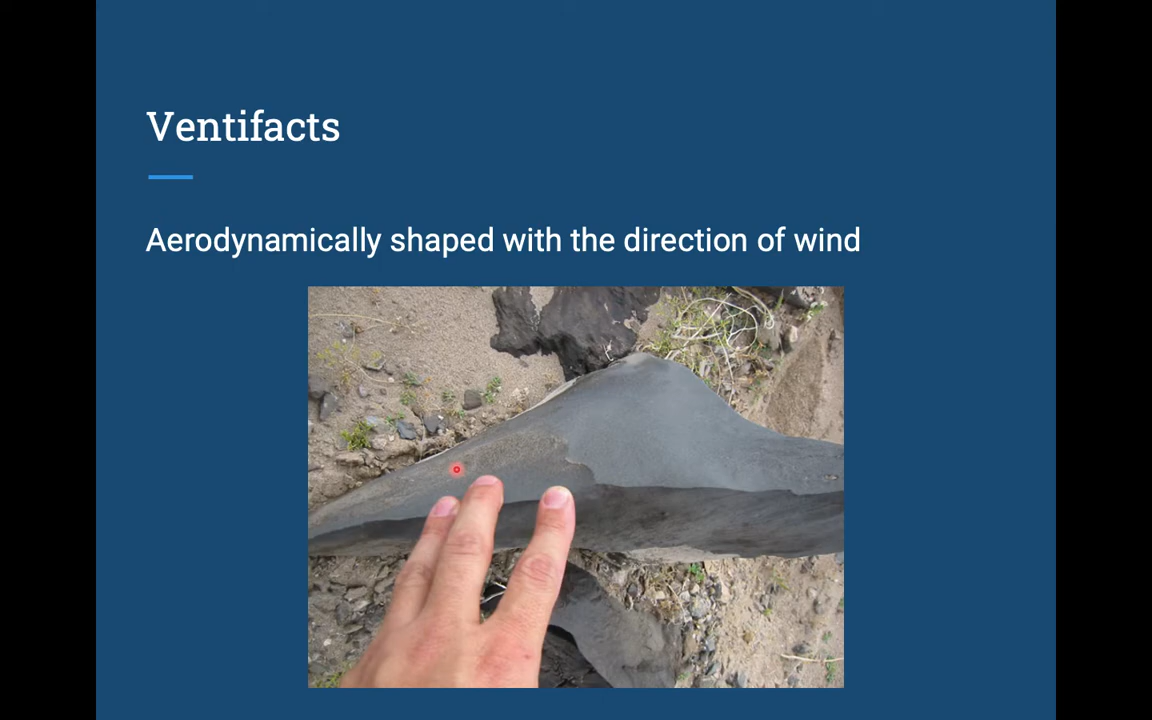 Ventifacts
Aerodynamically shaped with the direction of wind